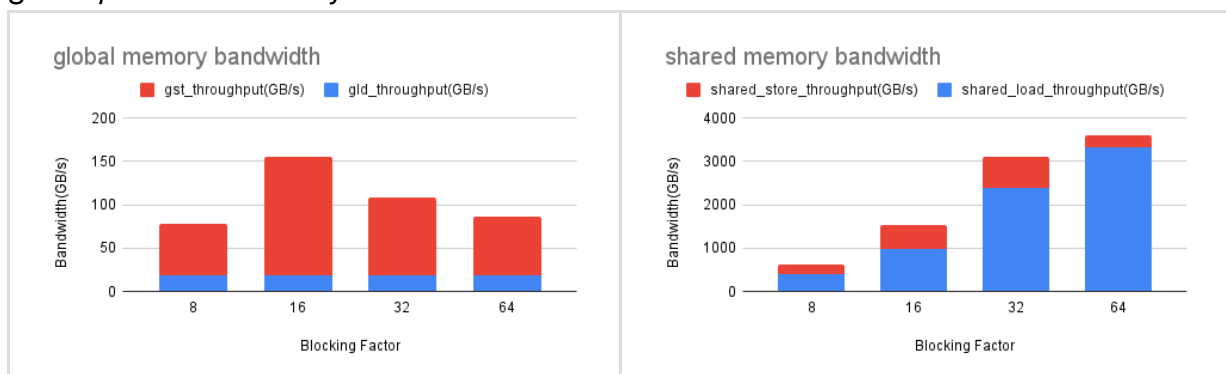 global memory bandwidth
gst_throughput(GB/s) gld_throughput(GB/s)
200
150
100
50
0
Bandwidth(GB/s)
8 16 32 64
Blocking Factor
shared memory bandwidth
shared_store_throughput(GB/s) shared_load_throughput(GB/s)
4000
3000
2000
1000
0
Bandwidth(GB/s)
8 16 32 64
Blocking Factor